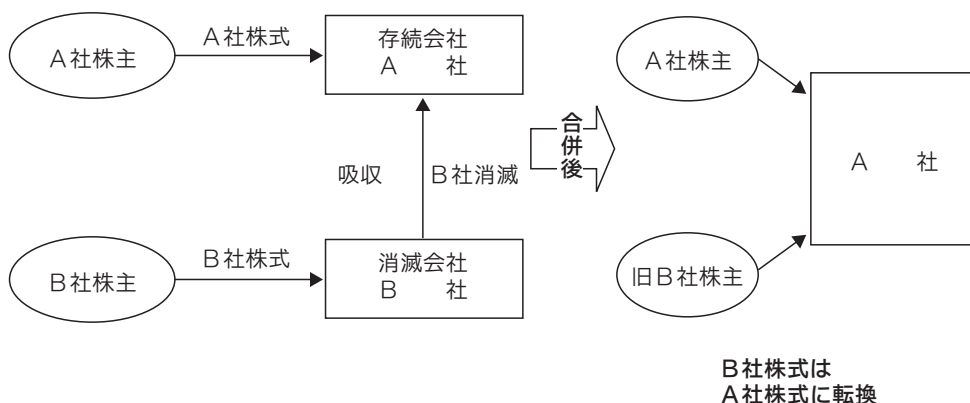 A社株主
A社株式
存続会社
A 社
吸収
B社消滅
B社株主
B社株式
消滅会社
B 社
合併後
A社株主
A 社
旧B社株主
B社株式は
A社株式に転換